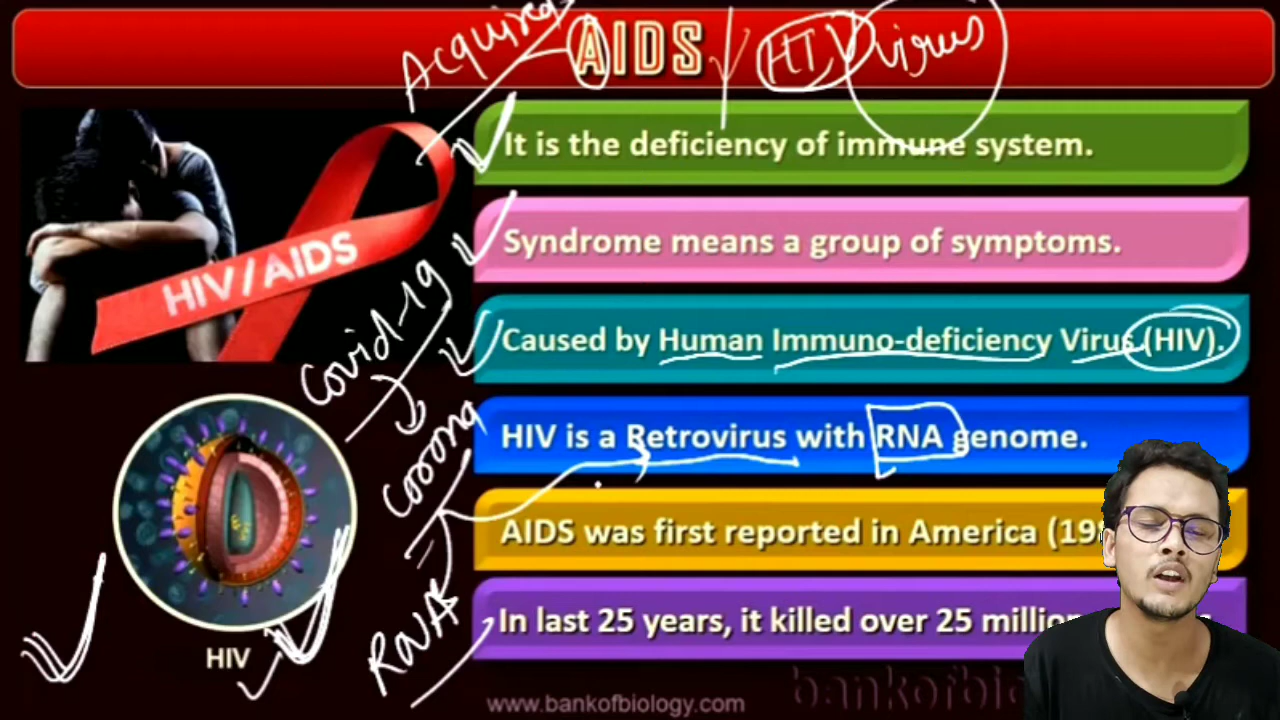 AIDS / HIV virus
Acquired
It is the deficiency of immune system.
HIV/AIDS
Syndrome means a group of symptoms.
Covid-19
Caused by Human Immuno-deficiency Virus (HIV).
Corona
HIV is a Retrovirus with RNA genome.
AIDS was first reported in America (19
RNA
In last 25 years, it killed over 25 million
HIV
www.bankofbiology.com
bankofbio